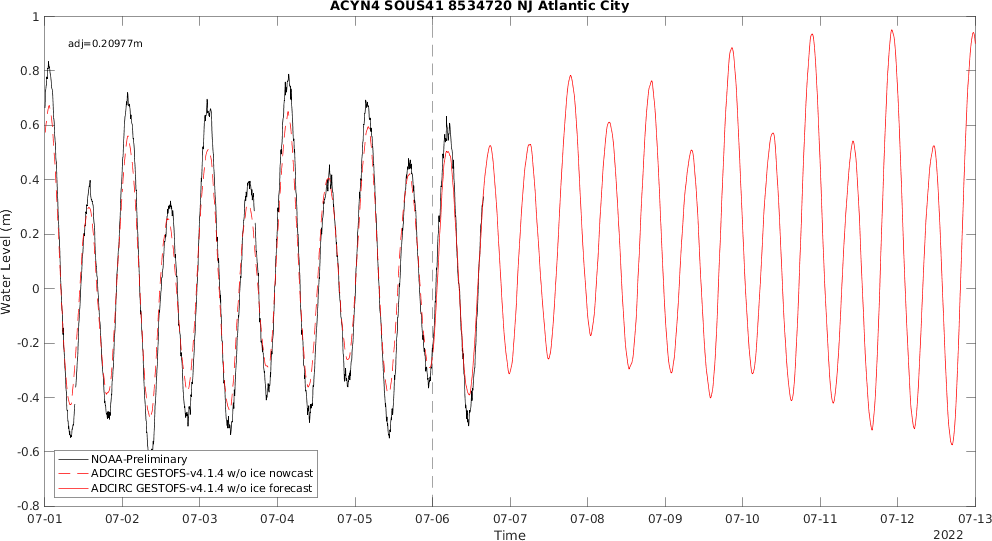 ACYN4 SOUS41 8534720 NJ Atlantic City
adj=0.20977m
1
0.8
0.6
0.4
0.2
0
-0.2
-0.4
-0.6
-0.8
Water Level (m)
NOAA-Preliminary
ADCIRC GESTOFS-v4.1.4 w/o ice nowcast
ADCIRC GESTOFS-v4.1.4 w/o ice forecast
07-01 07-02 07-03 07-04 07-05 07-06 07-07 07-08 07-09 07-10 07-11 07-12 07-13
Time
2022